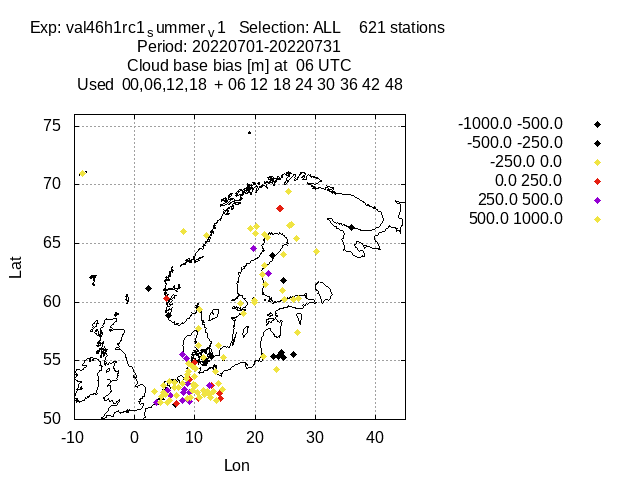 Exp: val46h1rc1_summer_v1 Selection: ALL 621 stations
Period: 20220701-20220731
Cloud base bias [m] at 06 UTC
Used 00,06,12,18 + 06 12 18 24 30 36 42 48
-1000.0 -500.0
-500.0 -250.0
-250.0 0.0
0.0 250.0
250.0 500.0
500.0 1000.0
75
70
65
60
55
50
Lat
-10 0 10 20 30 40
Lon